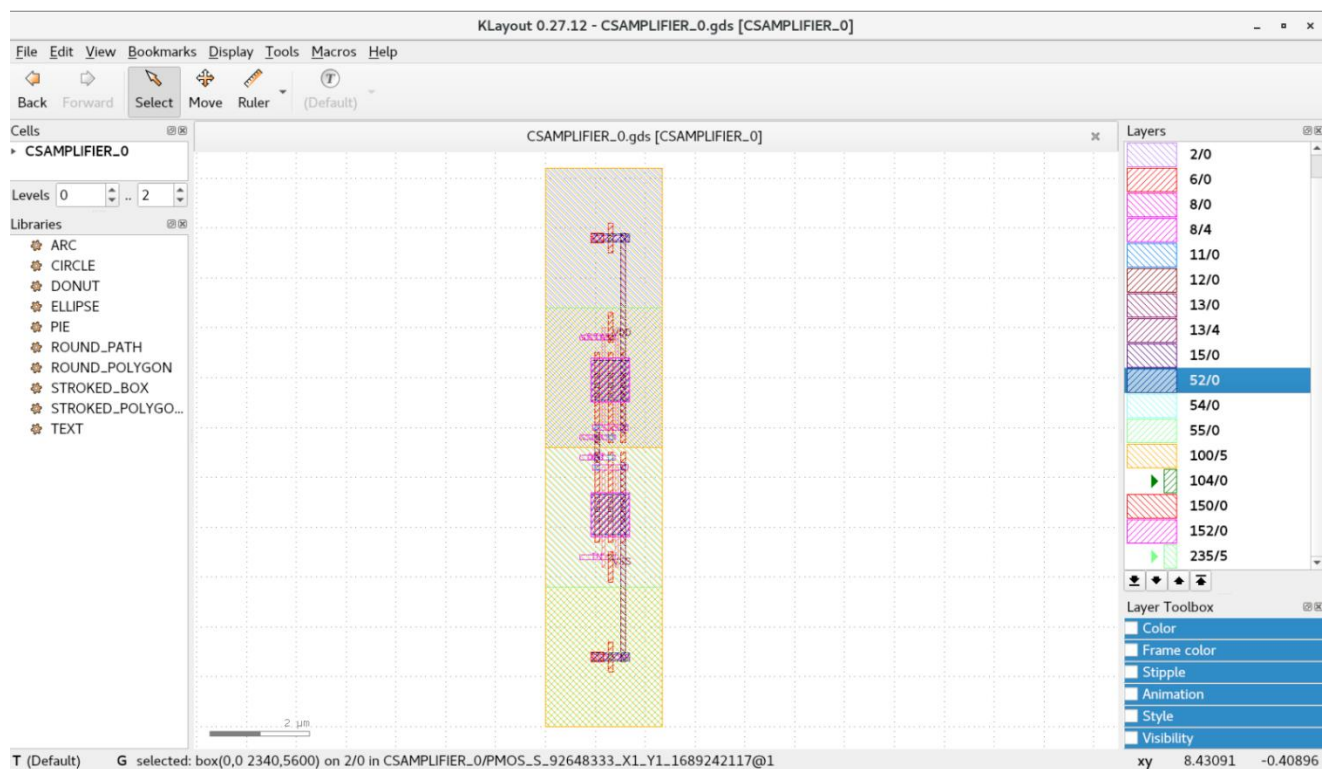 KLayout 0.27.12 - CSAMPLIFIER_0.gds [CSAMPLIFIER_0]
File Edit View Bookmarks Display Tools Macros Help
Back Forward Select Move Ruler (Default)
Cells
CSAMPLIFIER_0
Levels 0 .. 2
Libraries
ARC
CIRCLE
DONUT
ELLIPSE
PIE
ROUND_PATH
ROUND_POLYGON
STROKED_BOX
STROKED_POLYGO...
TEXT
CSAMPLIFIER_0.gds [CSAMPLIFIER_0]
2 μm
Layers
2/0
6/0
8/0
8/4
11/0
12/0
13/0
13/4
15/0
52/0
54/0
55/0
100/5
104/0
150/0
152/0
235/5
Layer Toolbox
Color
Frame color
Stipple
Animation
Style
Visibility
T (Default) G selected: box(0,0 2340,5600) on 2/0 in CSAMPLIFIER_0/PMOS_S_92648333_X1_Y1_1689242117@1 xy 8.43091 -0.40896